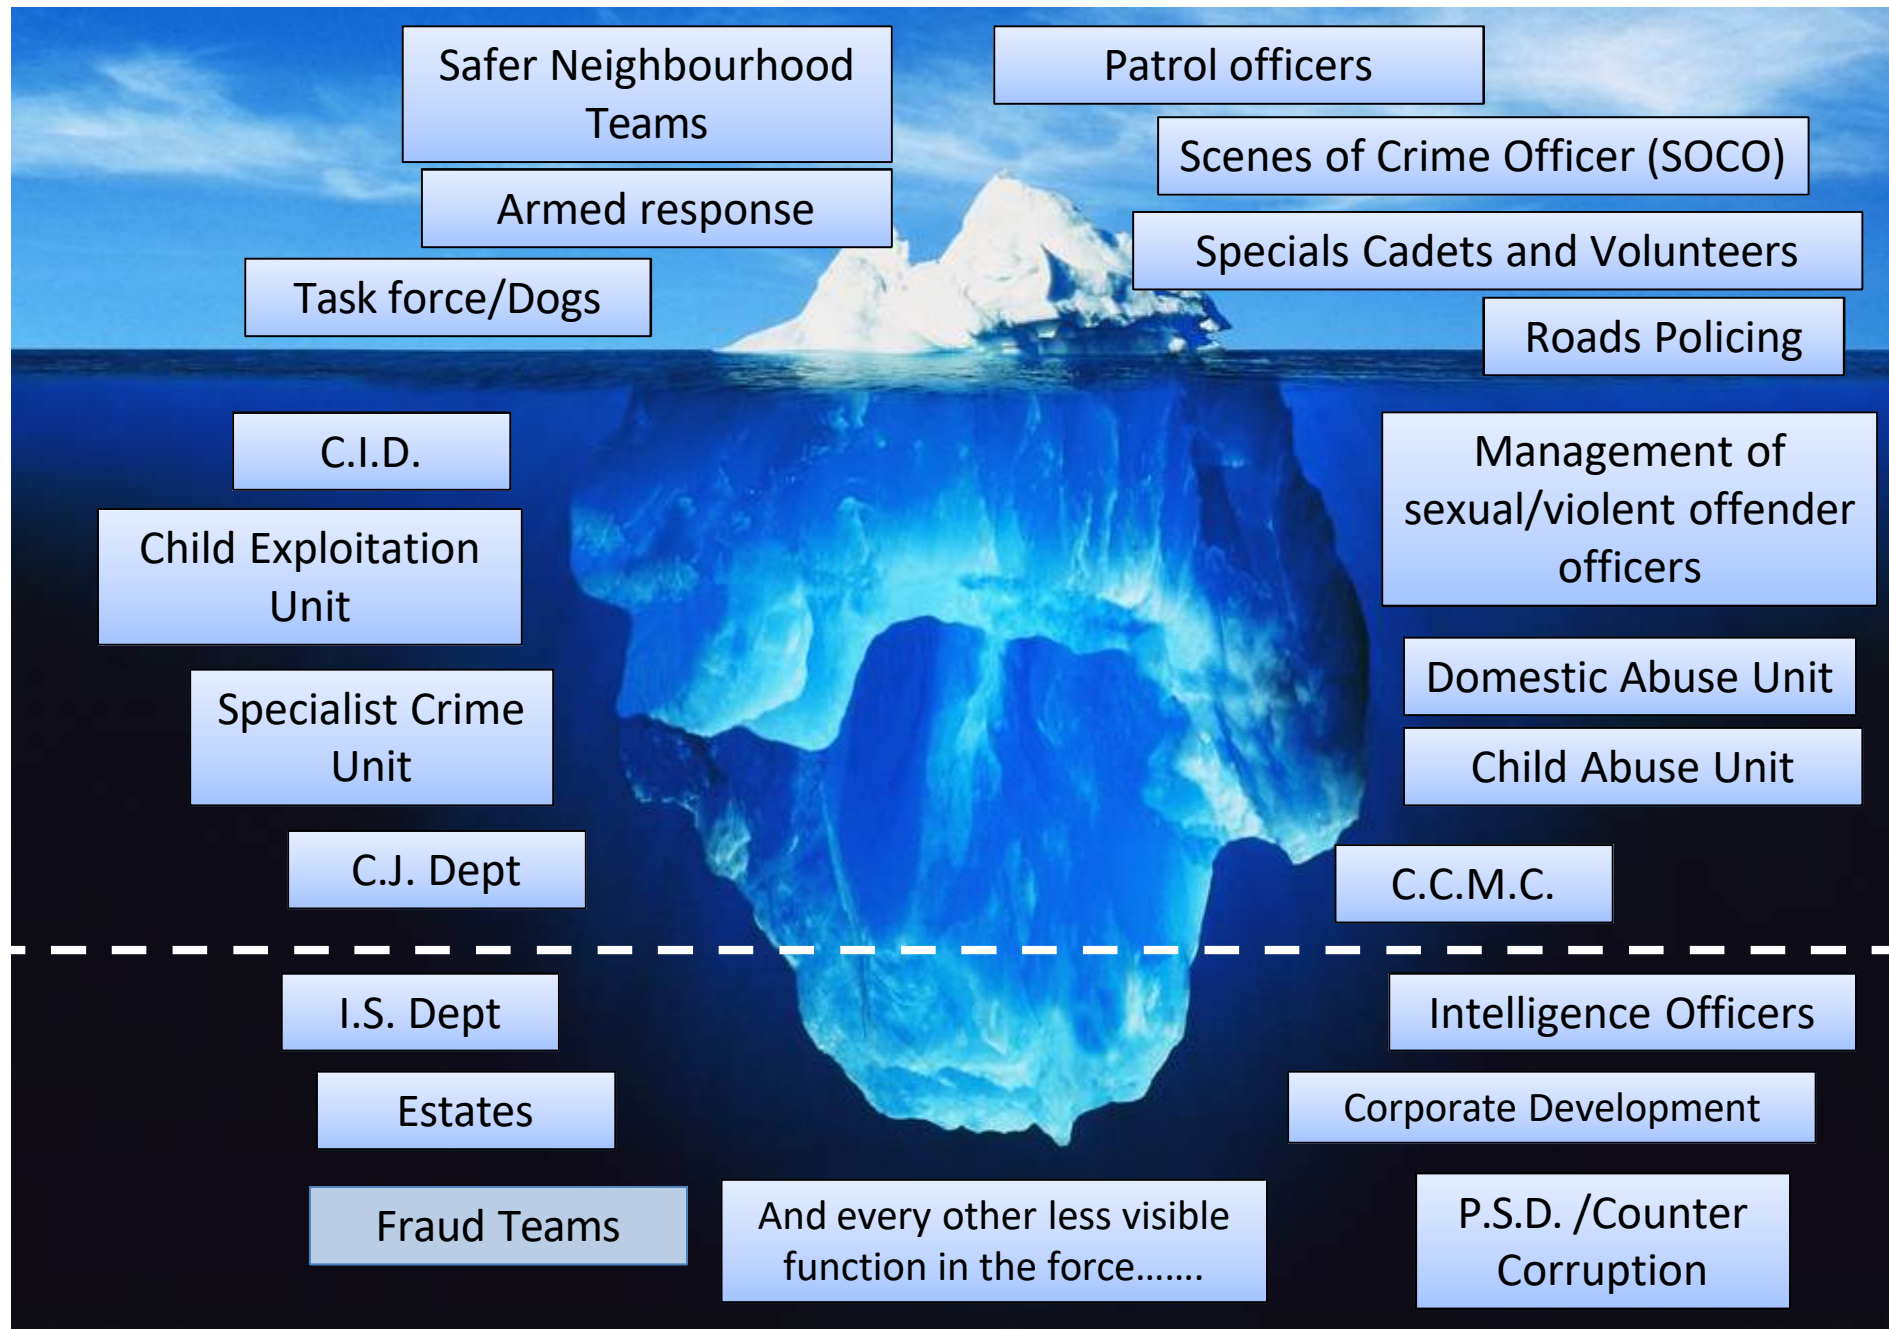 Safer Neighbourhood
Teams
Patrol officers
Scenes of Crime Officer (SOCO)
Armed response
Specials Cadets and Volunteers
Task force/Dogs
Roads Policing
C.I.D.
Management of
sexual/violent offender
officers
Child Exploitation
Unit
Domestic Abuse Unit
Specialist Crime
Unit
Child Abuse Unit
C.J. Dept
C.C.M.C.
I.S. Dept
Intelligence Officers
Estates
Corporate Development
Fraud Teams
And every other less visible
function in the force.......
P.S.D. /Counter
Corruption